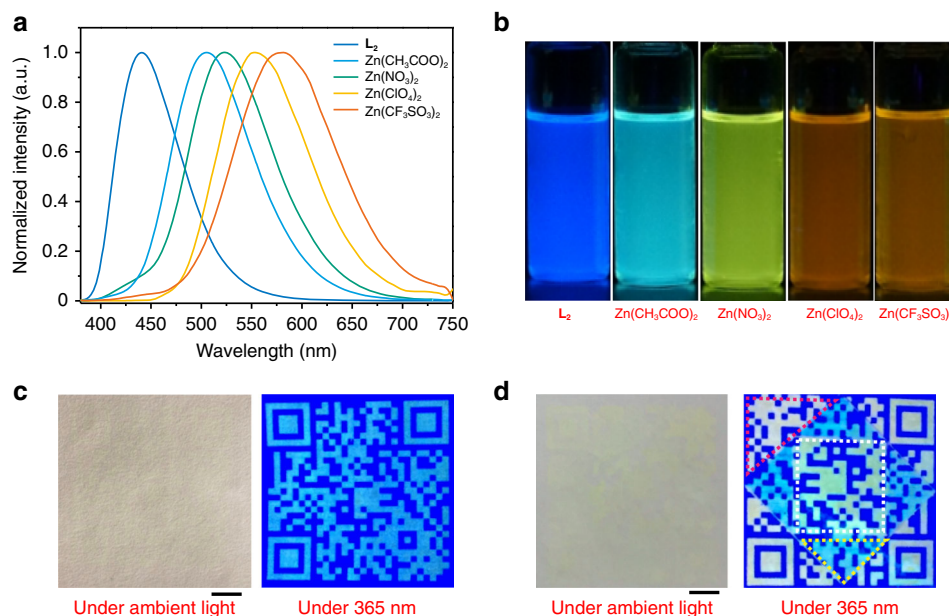 a
Normalized intensity (a.u.)
1.0
0.8
0.6
0.4
0.2
0
400 450 500 550 600 650 700 750
Wavelength (nm)
L₂
Zn(CH₃COO)₂
Zn(NO₃)₂
Zn(ClO₄)₂
Zn(CF₃SO₃)₂
b
L₂ Zn(CH₃COO)₂ Zn(NO₃)₂ Zn(ClO₄)₂ Zn(CF₃SO₃)
c
Under ambient light Under 365 nm
d
Under ambient light Under 365 nm